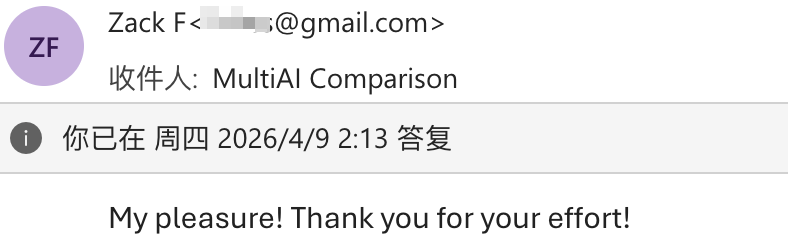 ZF
Zack F<s@gmail.com>
收件人: MultiAI Comparison
你已在 周四 2026/4/9 2:13 答复
My pleasure! Thank you for your effort!